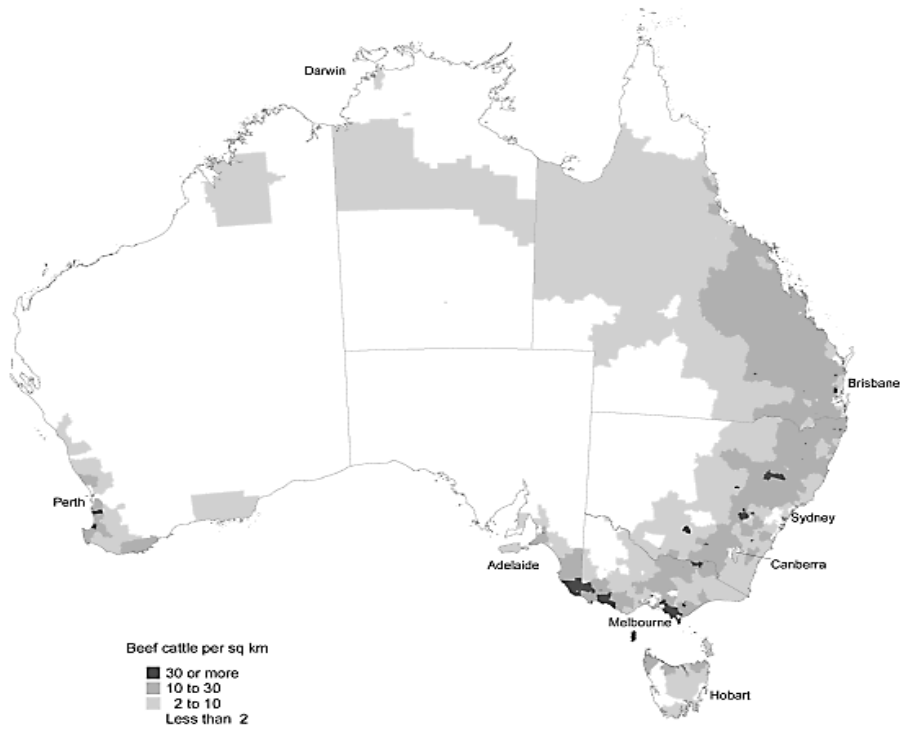 Darwin
Brisbane
Perth
Sydney
Adelaide
Canberra
Melbourne
Hobart
Beef cattle per sq km
30 or more
10 to 30
2 to 10
Less than 2